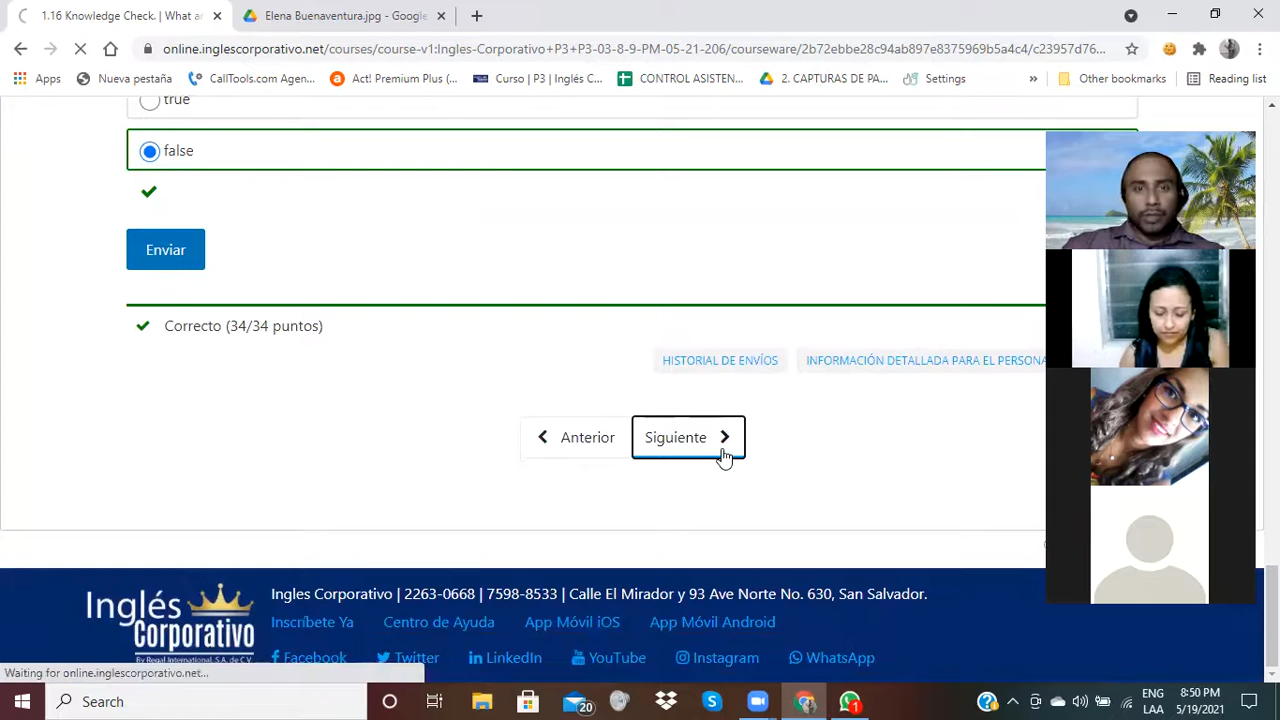 1.16 Knowledge Check. | What ar
Elena Buenaventura.jpg - Google
online.inglescorporativo.net/courses/course-v1:Ingles-Corporativo+P3+P3-03-8-9-PM-05-21-206/courseware/2b72ebbe28c94ab897e8375969b5a4c4/c23957d76...
Apps
Nueva pestaña
CallTools.com Agen...
Act! Premium Plus (...
Curso | P3 | Inglés C...
CONTROL ASISTEN...
2. CAPTURAS DE PA...
Settings
»
Other bookmarks
Reading list
true
false
Enviar
Correcto (34/34 puntos)
HISTORIAL DE ENVÍOS
INFORMACIÓN DETALLADA PARA EL PERSONA
Anterior
Siguiente
Inglés
Corporativo
By Regal International, S.A. de C.V.
Ingles Corporativo | 2263-0668 | 7598-8533 | Calle El Mirador y 93 Ave Norte No. 630, San Salvador.
Inscríbete Ya
Centro de Ayuda
App Móvil iOS
App Móvil Android
Facebook
Twitter
LinkedIn
YouTube
Instagram
WhatsApp
Waiting for online.inglescorporativo.net...
Search
20
1
ENG
LAA
8:50 PM
5/19/2021